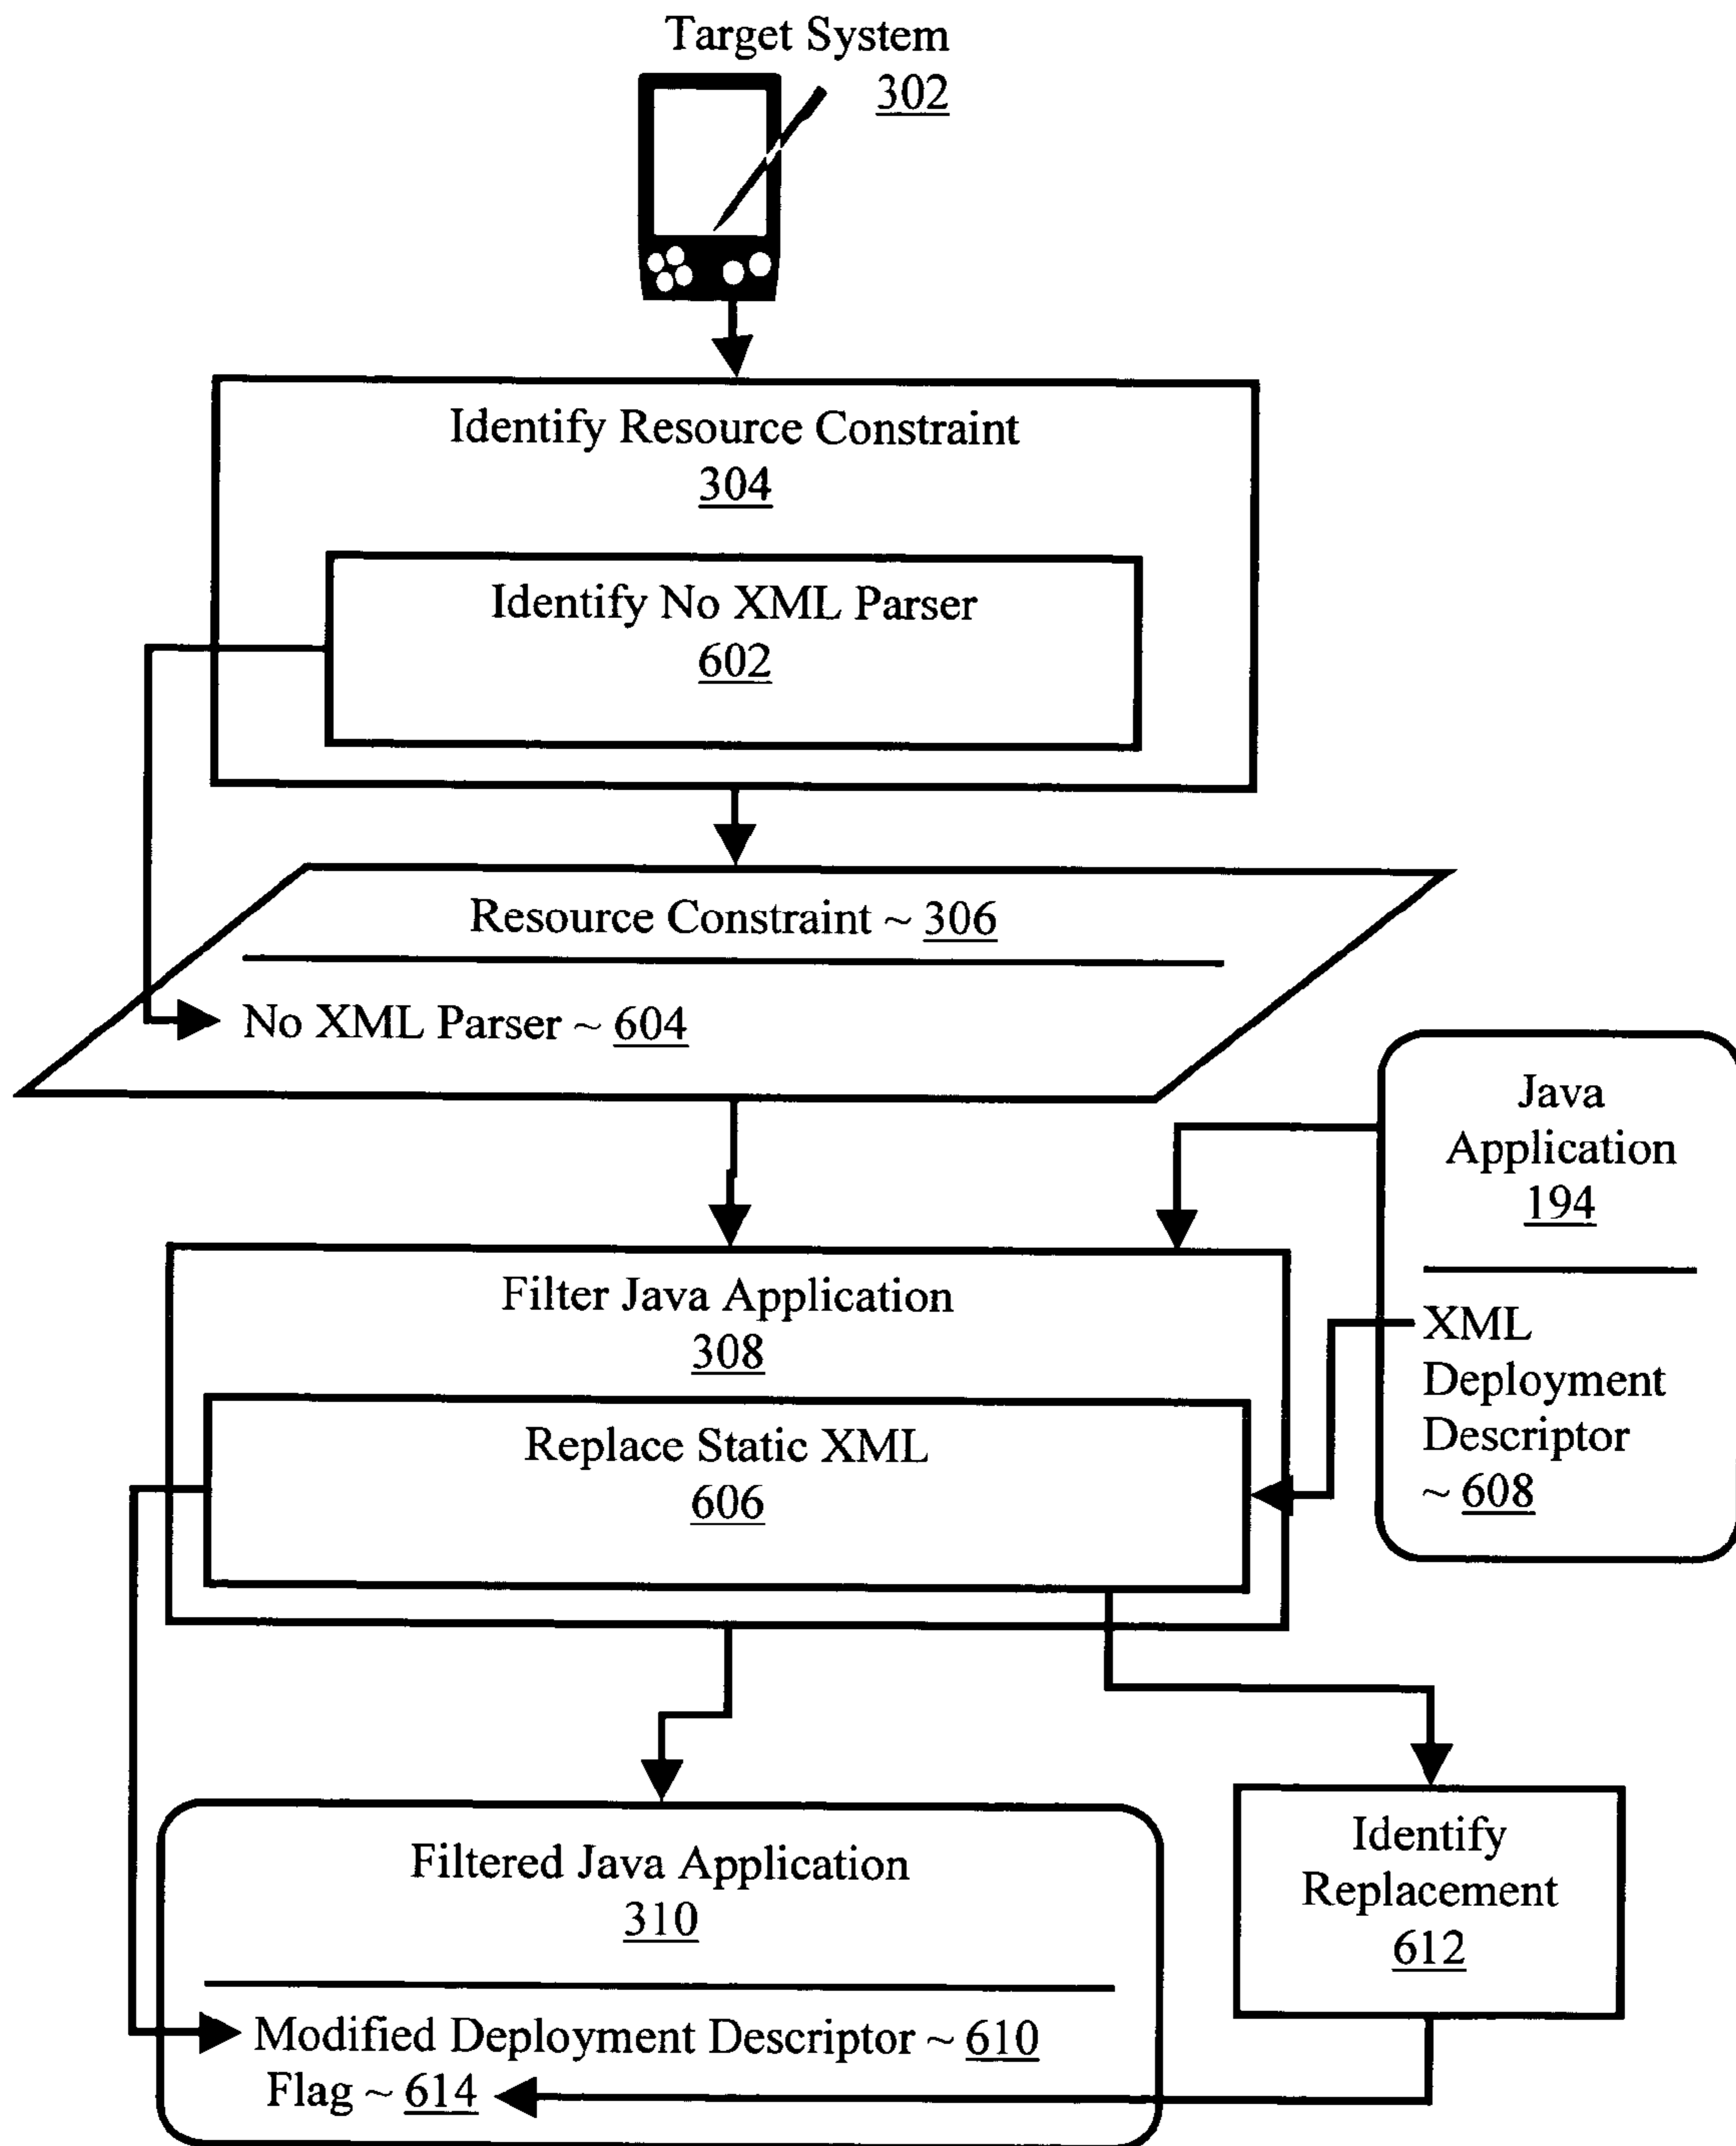 Target System
302
Identify Resource Constraint
304
Identify No XML Parser
602
Resource Constraint ~ 306
No XML Parser ~ 604
Java
Application
194
XML
Deployment
Descriptor
~ 608
Filter Java Application
308
Replace Static XML
606
Filtered Java Application
310
Modified Deployment Descriptor ~ 610
Flag ~ 614
Identify
Replacement
612